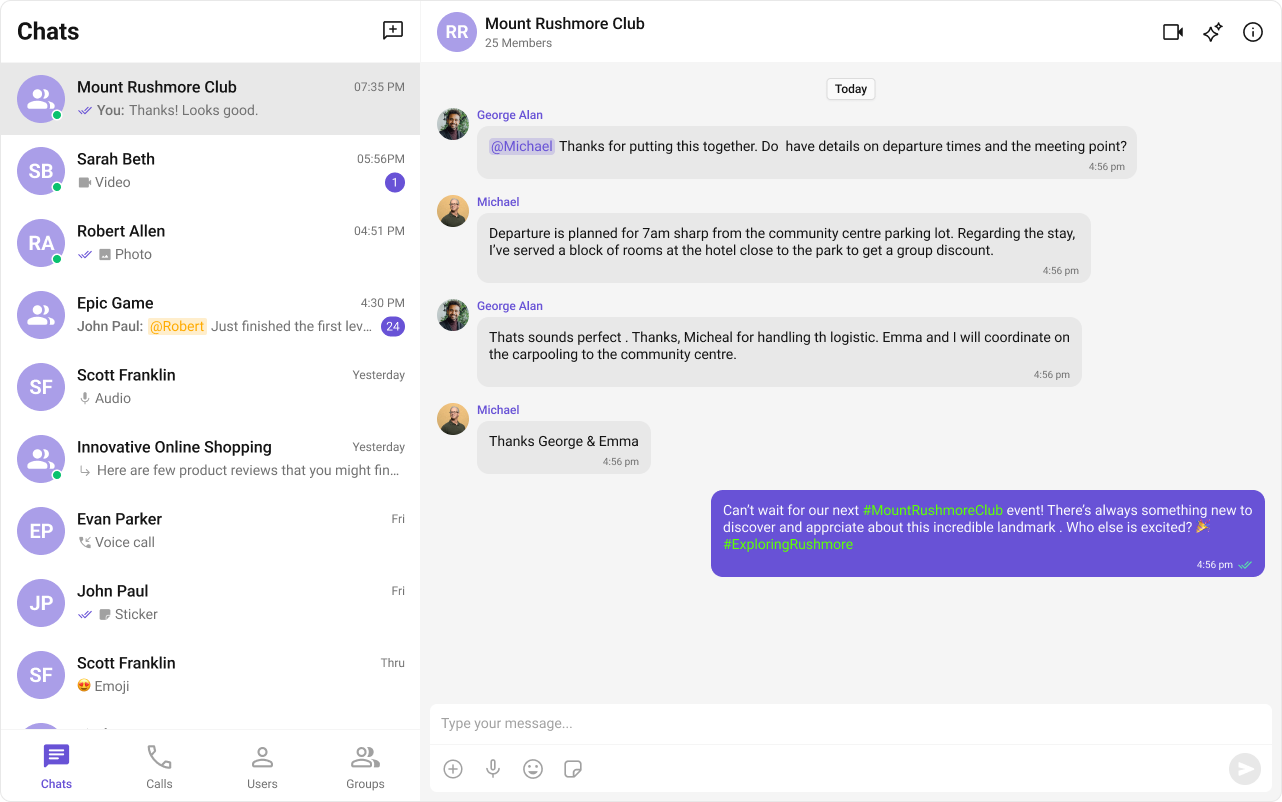 Chats
Mount Rushmore Club
07:35 PM
You: Thanks! Looks good.
SB
Sarah Beth
05:56PM
Video
1
RA
Robert Allen
04:51 PM
Photo
Epic Game
4:30 PM
John Paul: @Robert Just finished the first lev...
24
SF
Scott Franklin
Yesterday
Audio
Innovative Online Shopping
Yesterday
Here are few product reviews that you might fin...
EP
Evan Parker
Fri
Voice call
JP
John Paul
Fri
Sticker
SF
Scott Franklin
Thru
😍 Emoji
Chats
Calls
Users
Groups
RR
Mount Rushmore Club
25 Members
Today
George Alan
@Michael Thanks for putting this together. Do  have details on departure times and the meeting point?
4:56 pm
Michael
Departure is planned for 7am sharp from the community centre parking lot. Regarding the stay,
I’ve served a block of rooms at the hotel close to the park to get a group discount.
4:56 pm
George Alan
Thats sounds perfect . Thanks, Micheal for handling th logistic. Emma and I will coordinate on
the carpooling to the community centre.
4:56 pm
Michael
Thanks George & Emma
4:56 pm
Can’t wait for our next #MountRushmoreClub event! There’s always something new to
discover and apprciate about this incredible landmark . Who else is excited? 🎉
#ExploringRushmore
4:56 pm
Type your message...